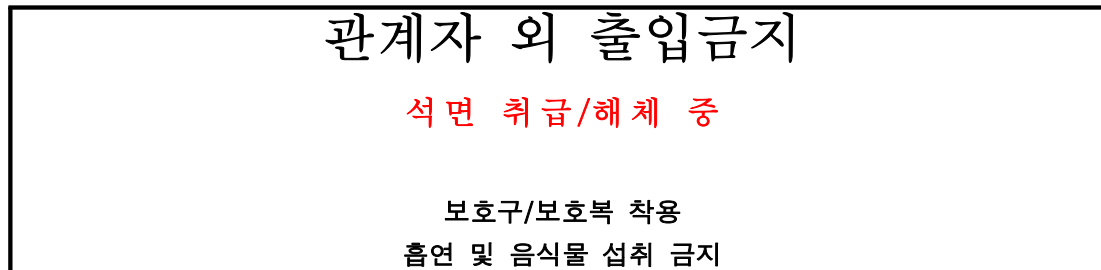 관계자 외 출입금지
석면 취급/해체 중
보호구/보호복 착용
흡연 및 음식물 섭취 금지